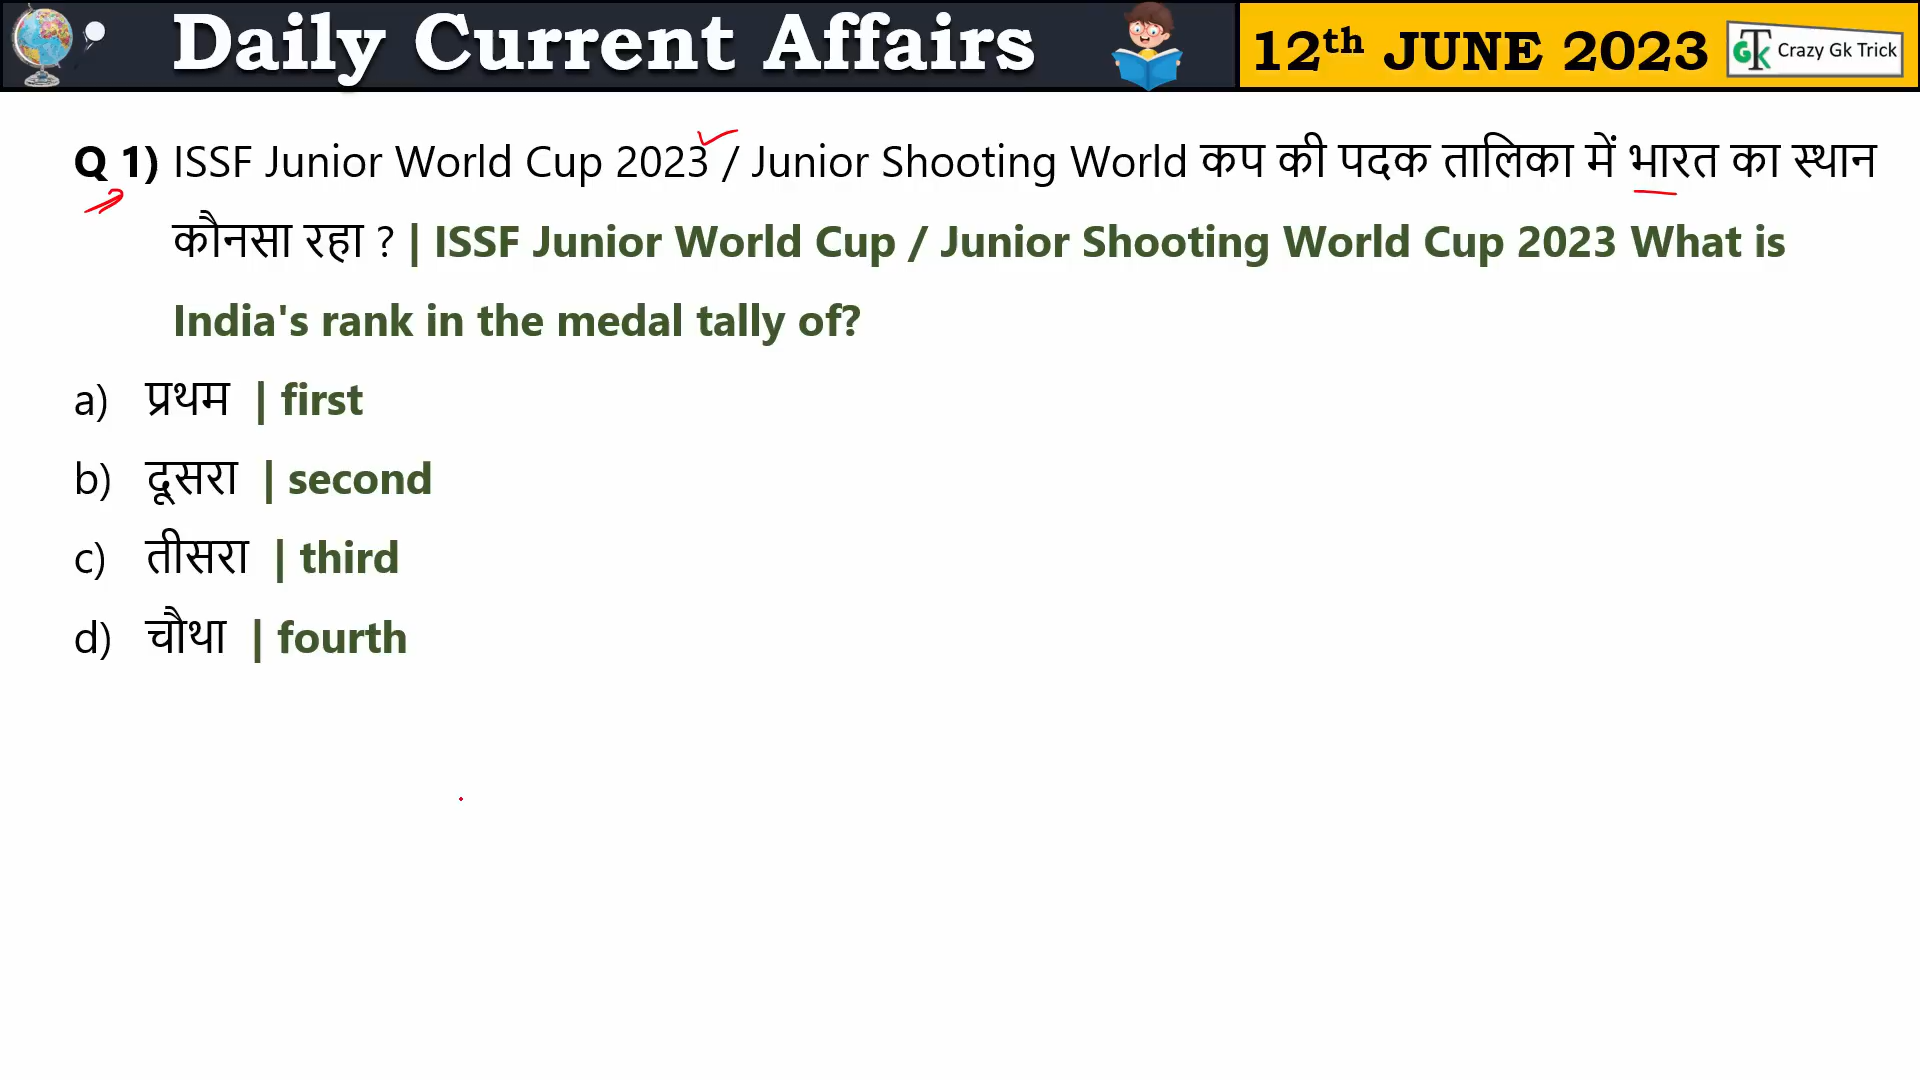 Daily Current Affairs
12th JUNE 2023
GTK Crazy Gk Trick
Q 1) ISSF Junior World Cup 2023 / Junior Shooting World कप की पदक तालिका में भारत का स्थान
कौनसा रहा ? | ISSF Junior World Cup / Junior Shooting World Cup 2023 What is
India's rank in the medal tally of?
a) प्रथम | first
b) दूसरा | second
c) तीसरा | third
d) चौथा | fourth